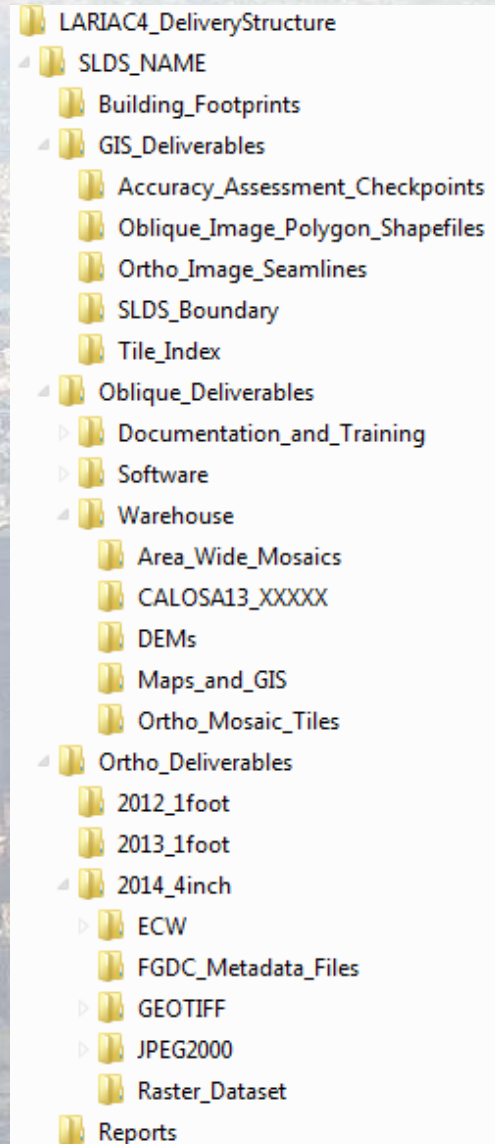 LARIAC4_DeliveryStructure
SLDS_NAME
Building_Footprints
GIS_Deliverables
Accuracy_Assessment_Checkpoints
Oblique_Image_Polygon_Shapefiles
Ortho_Image_Seamlines
SLDS_Boundary
Tile_Index
Oblique_Deliverables
Documentation_and_Training
Software
Warehouse
Area_Wide_Mosaics
CALOSA13_XXXXX
DEMs
Maps_and_GIS
Ortho_Mosaic_Tiles
Ortho_Deliverables
2012_1foot
2013_1foot
2014_4inch
ECW
FGDC_Metadata_Files
GEOTIFF
JPEG2000
Raster_Dataset
Reports